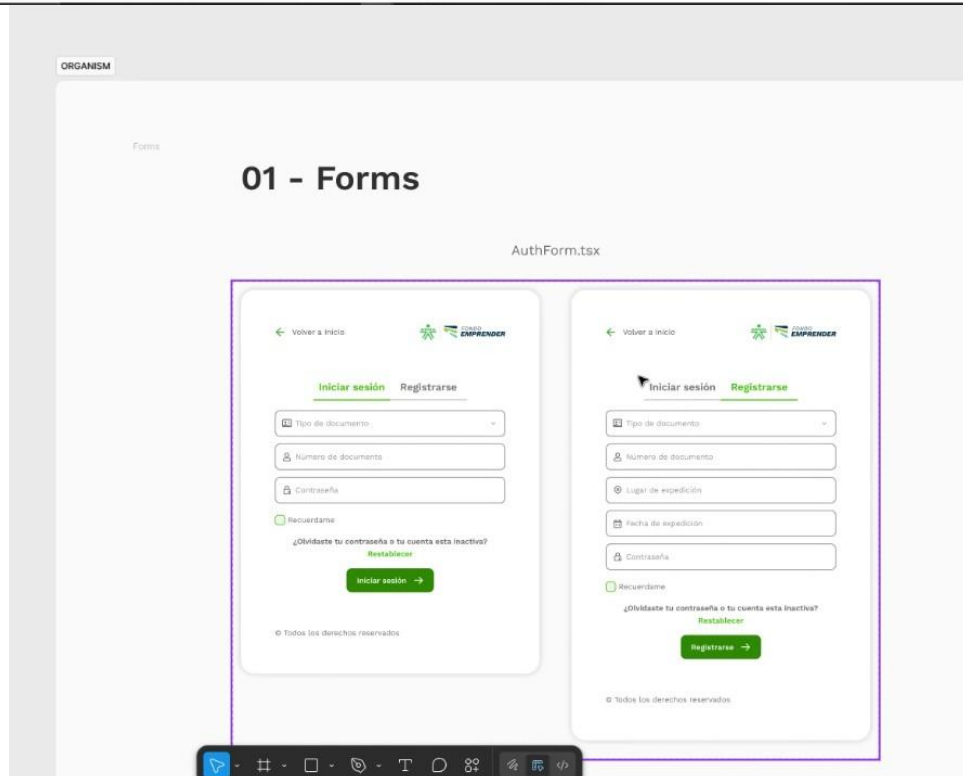 ORGANISM
Forms
01 - Forms
AuthForm.tsx
Volver a Inicio
FONDO
EMPRENDER
Iniciar sesión Registrarse
Tipo de documento
Número de documento
Contraseña
Recuerdame
¿Olvidaste tu contraseña o tu cuenta esta inactiva?
Restablecer
Iniciar sesión
© Todos los derechos reservados
Volver a Inicio
FONDO
EMPRENDER
Iniciar sesión Registrarse
Tipo de documento
Número de documento
Lugar de expedición
Fecha de expedición
Contraseña
Recuerdame
¿Olvidaste tu contraseña o tu cuenta esta inactiva?
Restablecer
Registrarse
© Todos los derechos reservados